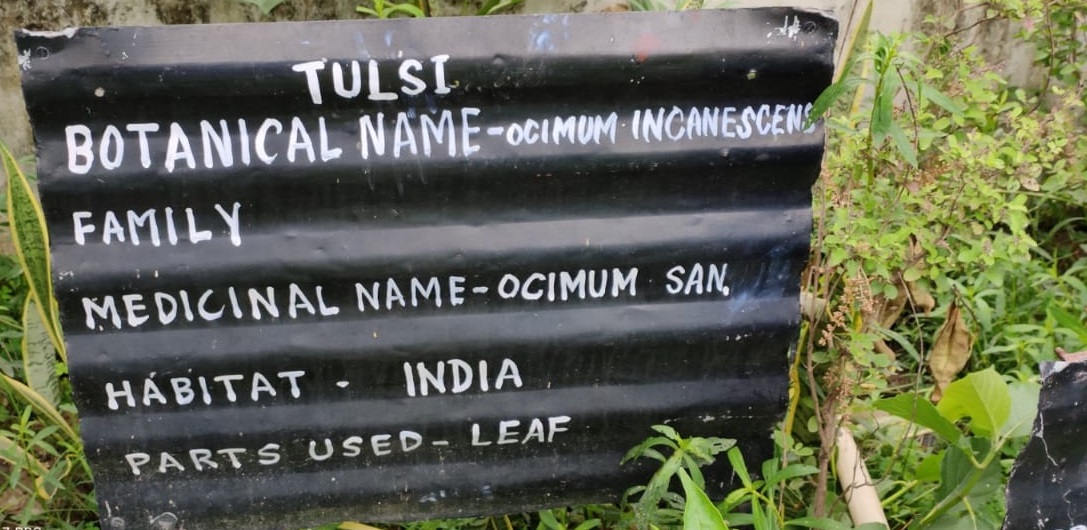 TULSI
BOTANICAL NAME-OCIMUM INCANESCENS
FAMILY
MEDICINAL NAME-OCIMUM SAN.
HABITAT - INDIA
PARTS USED- LEAF